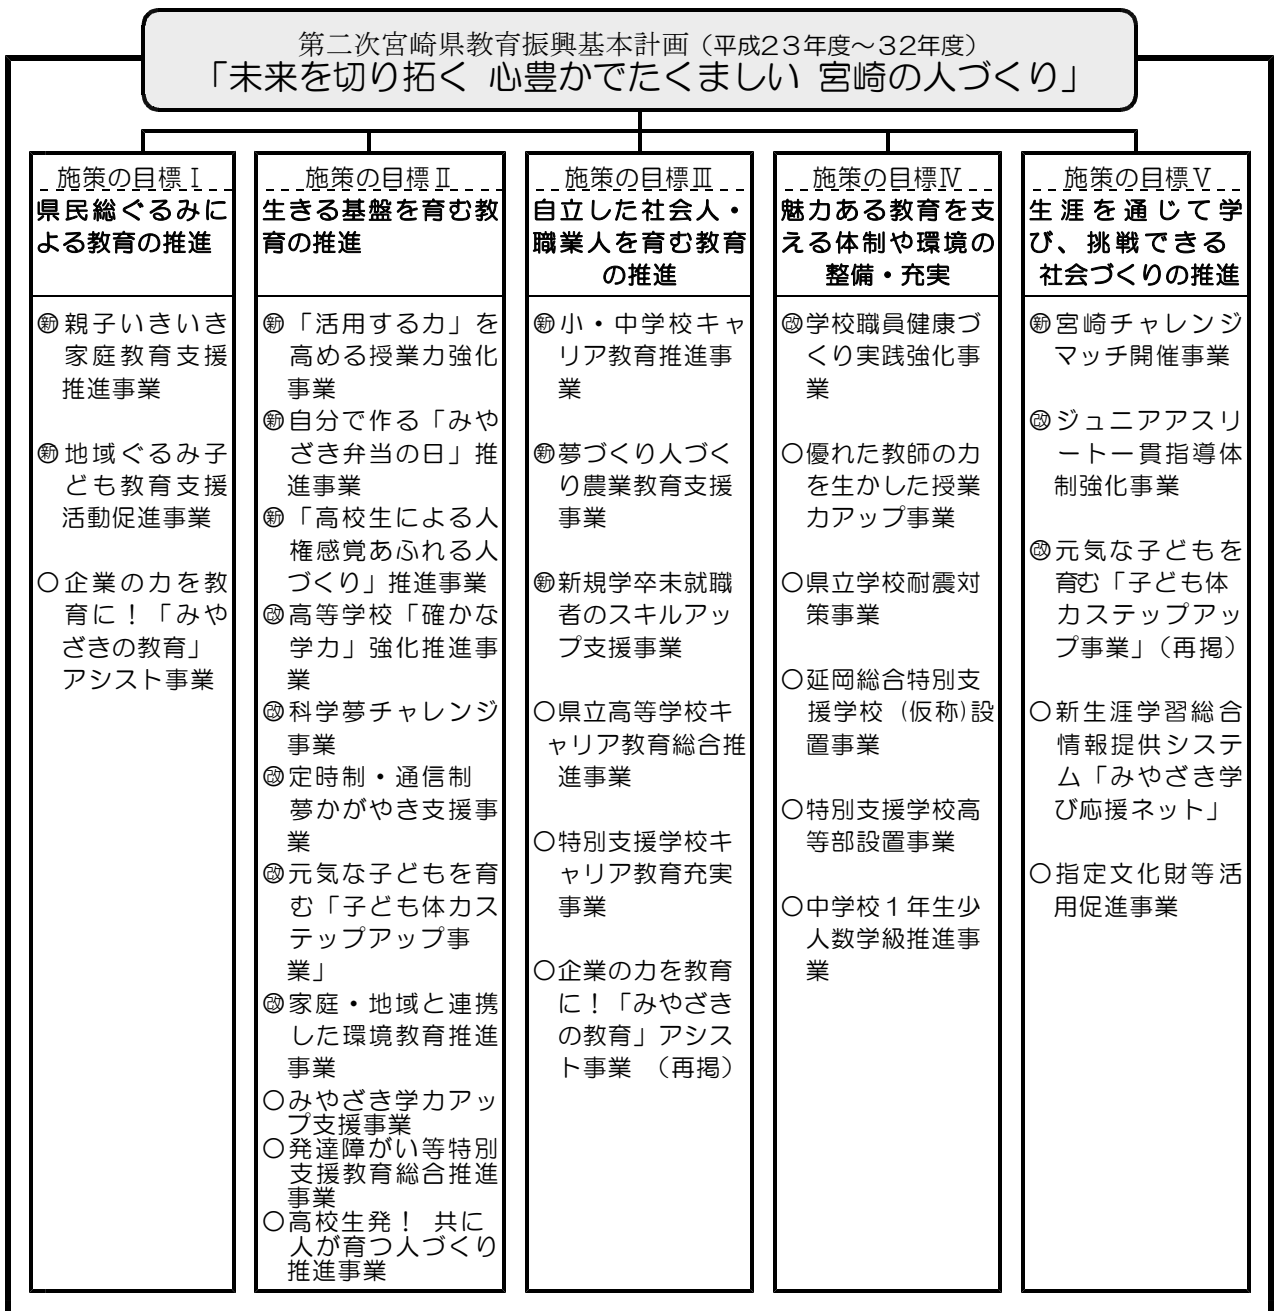 第二次宮崎県教育振興基本計画（平成23年度～32年度）
「未来を切り拓く 心豊かでたくましい 宮崎の人づくり」
施策の目標Ⅰ
県民総ぐるみに
よる教育の推進
㊟親子いきいき
家庭教育支援
推進事業
㊟地域ぐるみ子
ども教育支援
活動促進事業
○企業の力を教
育に！「みや
ざきの教育」
アシスト事業
施策の目標Ⅱ
生きる基盤を育む教
育の推進
新「活用する力」を
高める授業力強化
事業
新自分で作る「みや
ざき弁当の日」推
進事業
新「高校生による人
権感覚あふれる人
づくり」推進事業
改高等学校「確かな
学力」強化推進事
業
改科学夢チャレンジ
事業
改定時制・通信制
夢かがやき支援事
業
改元気な子どもを育
む「子ども体力ス
テップアップ事
業」
改家庭・地域と連携
した環境教育推進
事業
○みやざき学力アッ
プ支援事業
○発達障がい等特別
支援教育総合推進
事業
○高校生発！ 共に
人が育つ人づくり
推進事業
施策の目標Ⅲ
自立した社会人・
職業人を育む教育
の推進
新小・中学校キャ
リア教育推進事
業
新夢づくり人づく
り農業教育支援
事業
新新規学卒未就職
者のスキルアッ
プ支援事業
○県立高等学校キ
ャリア教育総合推
進事業
○特別支援学校キ
ャリア教育充実
事業
○企業の力を教育
に！「みやざき
の教育」アシス
ト事業 （再掲）
施策の目標Ⅳ
魅力ある教育を支
える体制や環境の
整備・充実
改学校職員健康づ
くり実践強化事
業
○優れた教師の力
を生かした授業
力アップ事業
○県立学校耐震対
策事業
○延岡総合特別支
援学校（仮称）設
置事業
○特別支援学校高
等部設置事業
○中学校１年生少
人数学級推進事
業
施策の目標Ⅴ
生涯を通じて学
び、挑戦できる
社会づくりの推進
新宮崎チャレンジ
マッチ開催事業
改ジュニアアスリ
ート一貫指導体
制強化事業
改元気な子どもを
育む「子ども体
力ステップアッ
プ事業」（再掲）
○新生涯学習総合
情報提供システ
ム「みやざき学
び応援ネット」
○指定文化財等活
用促進事業